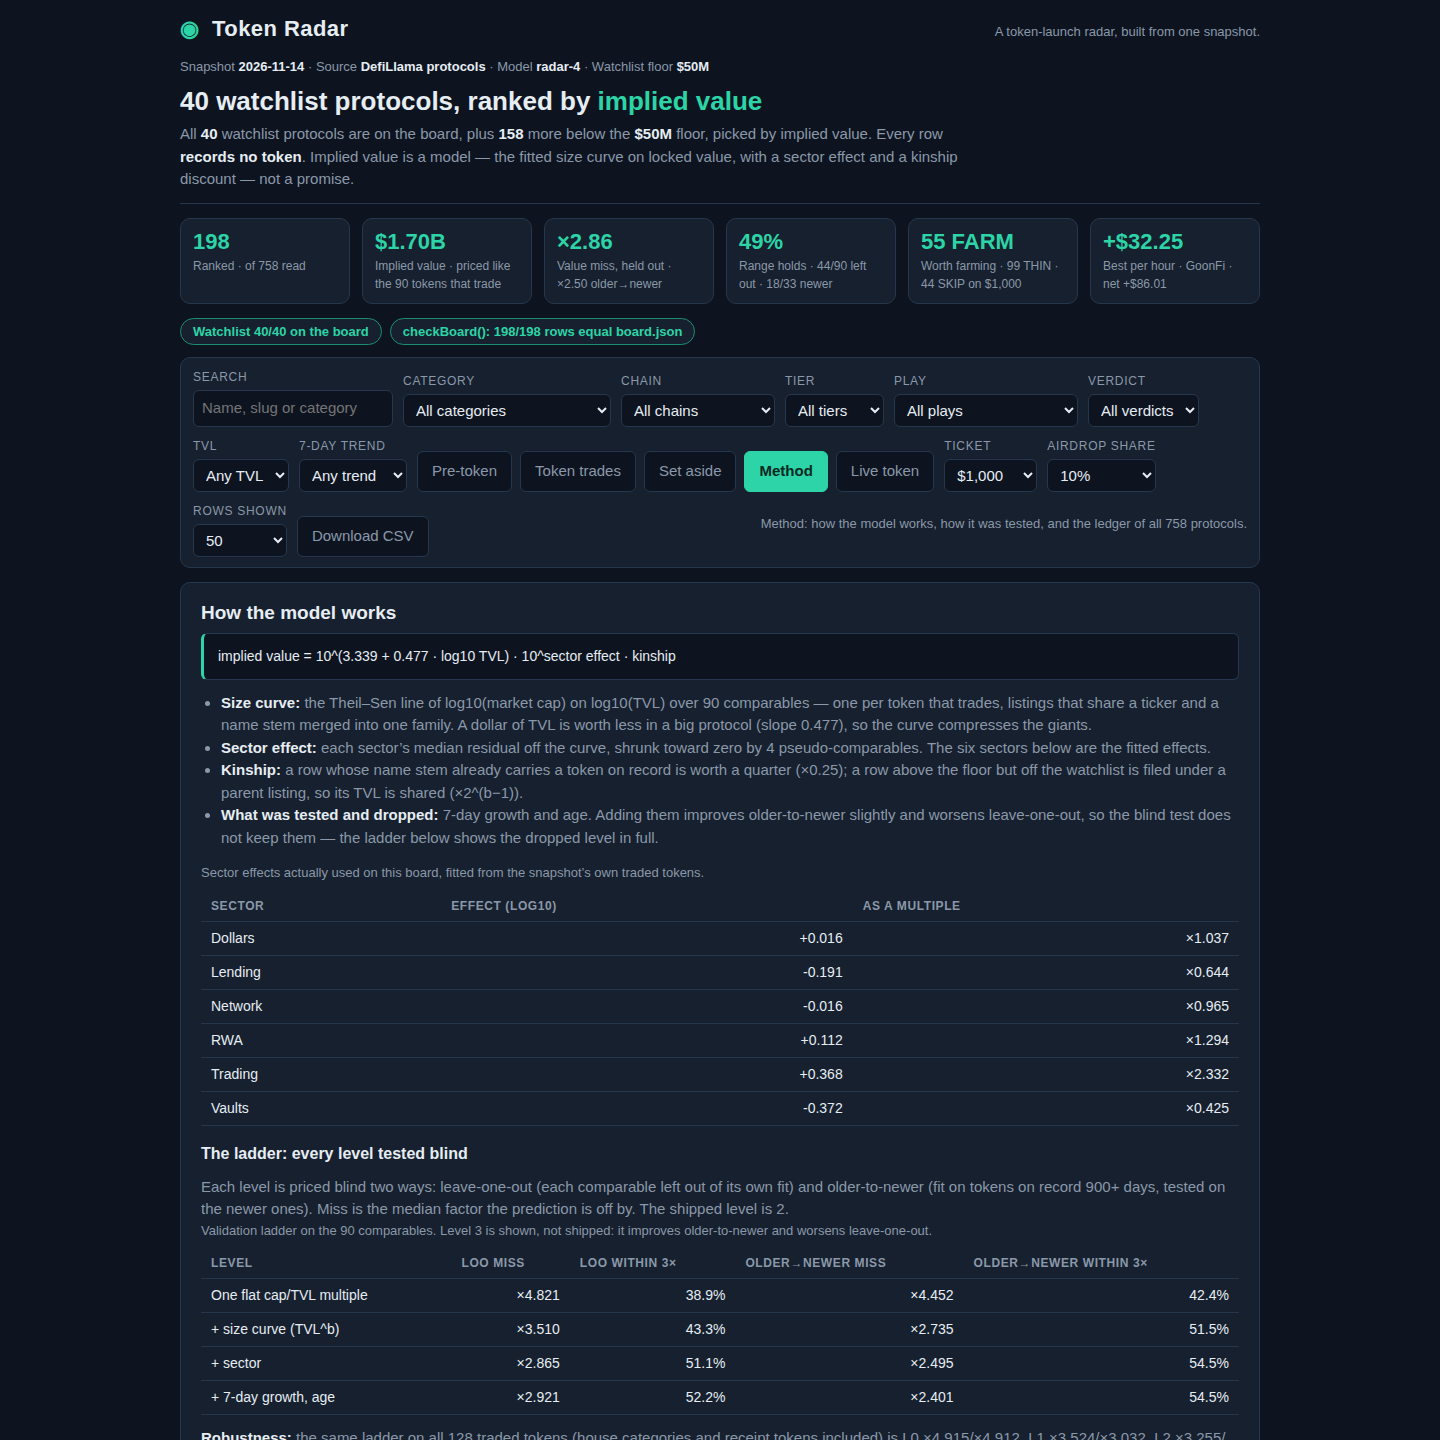 Token Radar
A token-launch radar, built from one snapshot.
Snapshot 2026-11-14 · Source DefiLlama protocols · Model radar-4 · Watchlist floor $50M
40 watchlist protocols, ranked by implied value
All 40 watchlist protocols are on the board, plus 158 more below the $50M floor, picked by implied value. Every row
records no token. Implied value is a model — the fitted size curve on locked value, with a sector effect and a kinship
discount — not a promise.
198
Ranked · of 758 read
$1.70B
Implied value · priced like
the 90 tokens that trade
×2.86
Value miss, held out ·
×2.50 older→newer
49%
Range holds · 44/90 left
out · 18/33 newer
55 FARM
Worth farming · 99 THIN ·
44 SKIP on $1,000
+$32.25
Best per hour · GoonFi ·
net +$86.01
Watchlist 40/40 on the board
checkBoard(): 198/198 rows equal board.json
SEARCH
Name, slug or category
CATEGORY
All categories
CHAIN
All chains
TIER
All tiers
PLAY
All plays
VERDICT
All verdicts
TVL
Any TVL
7-DAY TREND
Any trend
Pre-token
Token trades
Set aside
Method
Live token
TICKET
$1,000
AIRDROP SHARE
10%
ROWS SHOWN
50
Download CSV
Method: how the model works, how it was tested, and the ledger of all 758 protocols.
How the model works
implied value = 10^(3.339 + 0.477 · log10 TVL) · 10^sector effect · kinship
Size curve: the Theil–Sen line of log10(market cap) on log10(TVL) over 90 comparables — one per token that trades, listings that share a ticker and a
name stem merged into one family. A dollar of TVL is worth less in a big protocol (slope 0.477), so the curve compresses the giants.
Sector effect: each sector's median residual off the curve, shrunk toward zero by 4 pseudo-comparables. The six sectors below are the fitted effects.
Kinship: a row whose name stem already carries a token on record is worth a quarter (×0.25); a row above the floor but off the watchlist is filed under a
parent listing, so its TVL is shared (×2^(b−1)).
What was tested and dropped: 7-day growth and age. Adding them improves older-to-newer slightly and worsens leave-one-out, so the blind test does
not keep them — the ladder below shows the dropped level in full.
Sector effects actually used on this board, fitted from the snapshot's own traded tokens.
SECTOR EFFECT (LOG10) AS A MULTIPLE
Dollars +0.016 ×1.037
Lending -0.191 ×0.644
Network -0.016 ×0.965
RWA +0.112 ×1.294
Trading +0.368 ×2.332
Vaults -0.372 ×0.425
The ladder: every level tested blind
Each level is priced blind two ways: leave-one-out (each comparable left out of its own fit) and older-to-newer (fit on tokens on record 900+ days, tested on
the newer ones). Miss is the median factor the prediction is off by. The shipped level is 2.
Validation ladder on the 90 comparables. Level 3 is shown, not shipped: it improves older-to-newer and worsens leave-one-out.
LEVEL LOO MISS LOO WITHIN 3× OLDER→NEWER MISS OLDER→NEWER WITHIN 3×
One flat cap/TVL multiple ×4.821 38.9% ×4.452 42.4%
+ size curve (TVL^b) ×3.510 43.3% ×2.735 51.5%
+ sector ×2.865 51.1% ×2.495 54.5%
+ 7-day growth, age ×2.921 52.2% ×2.401 54.5%
Robustness: the same ladder on all 128 traded tokens (house categories and receipt tokens included) is L0 ×4.915/×4.912, L1 ×3.524/×3.032, L2 ×3.255/